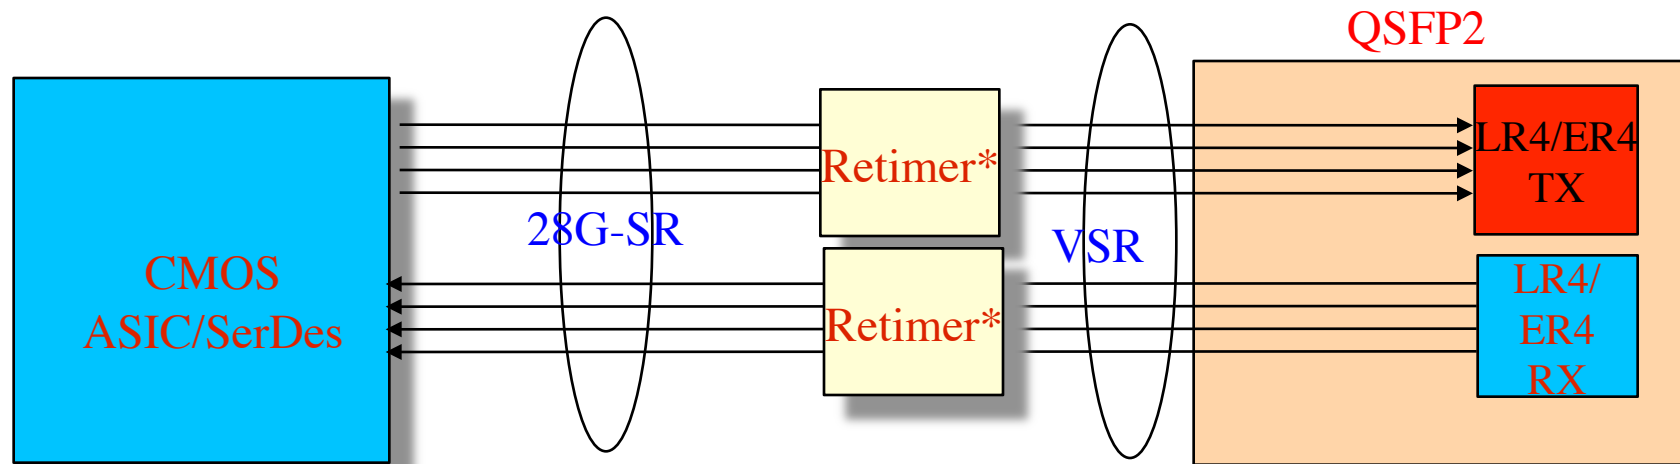 QSFP2
CMOS
ASIC/SerDes
28G-SR
Retimer*
Retimer*
VSR
LR4/ER4
TX
LR4/
ER4
RX